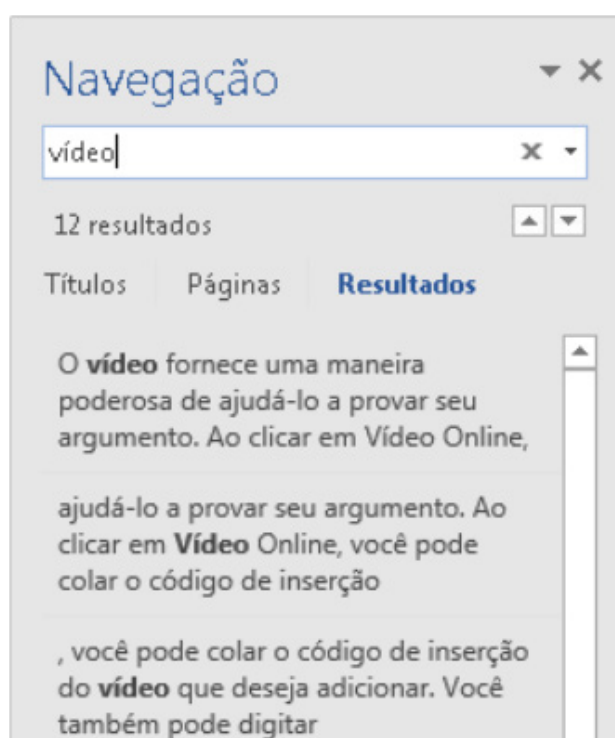 Navegação
vídeo
12 resultados
Títulos Páginas Resultados
O vídeo fornece uma maneira
poderosa de ajudá-lo a provar seu
argumento. Ao clicar em Vídeo Online,
ajudá-lo a provar seu argumento. Ao
clicar em Vídeo Online, você pode
colar o código de inserção
, você pode colar o código de inserção
do vídeo que deseja adicionar. Você
também pode digitar